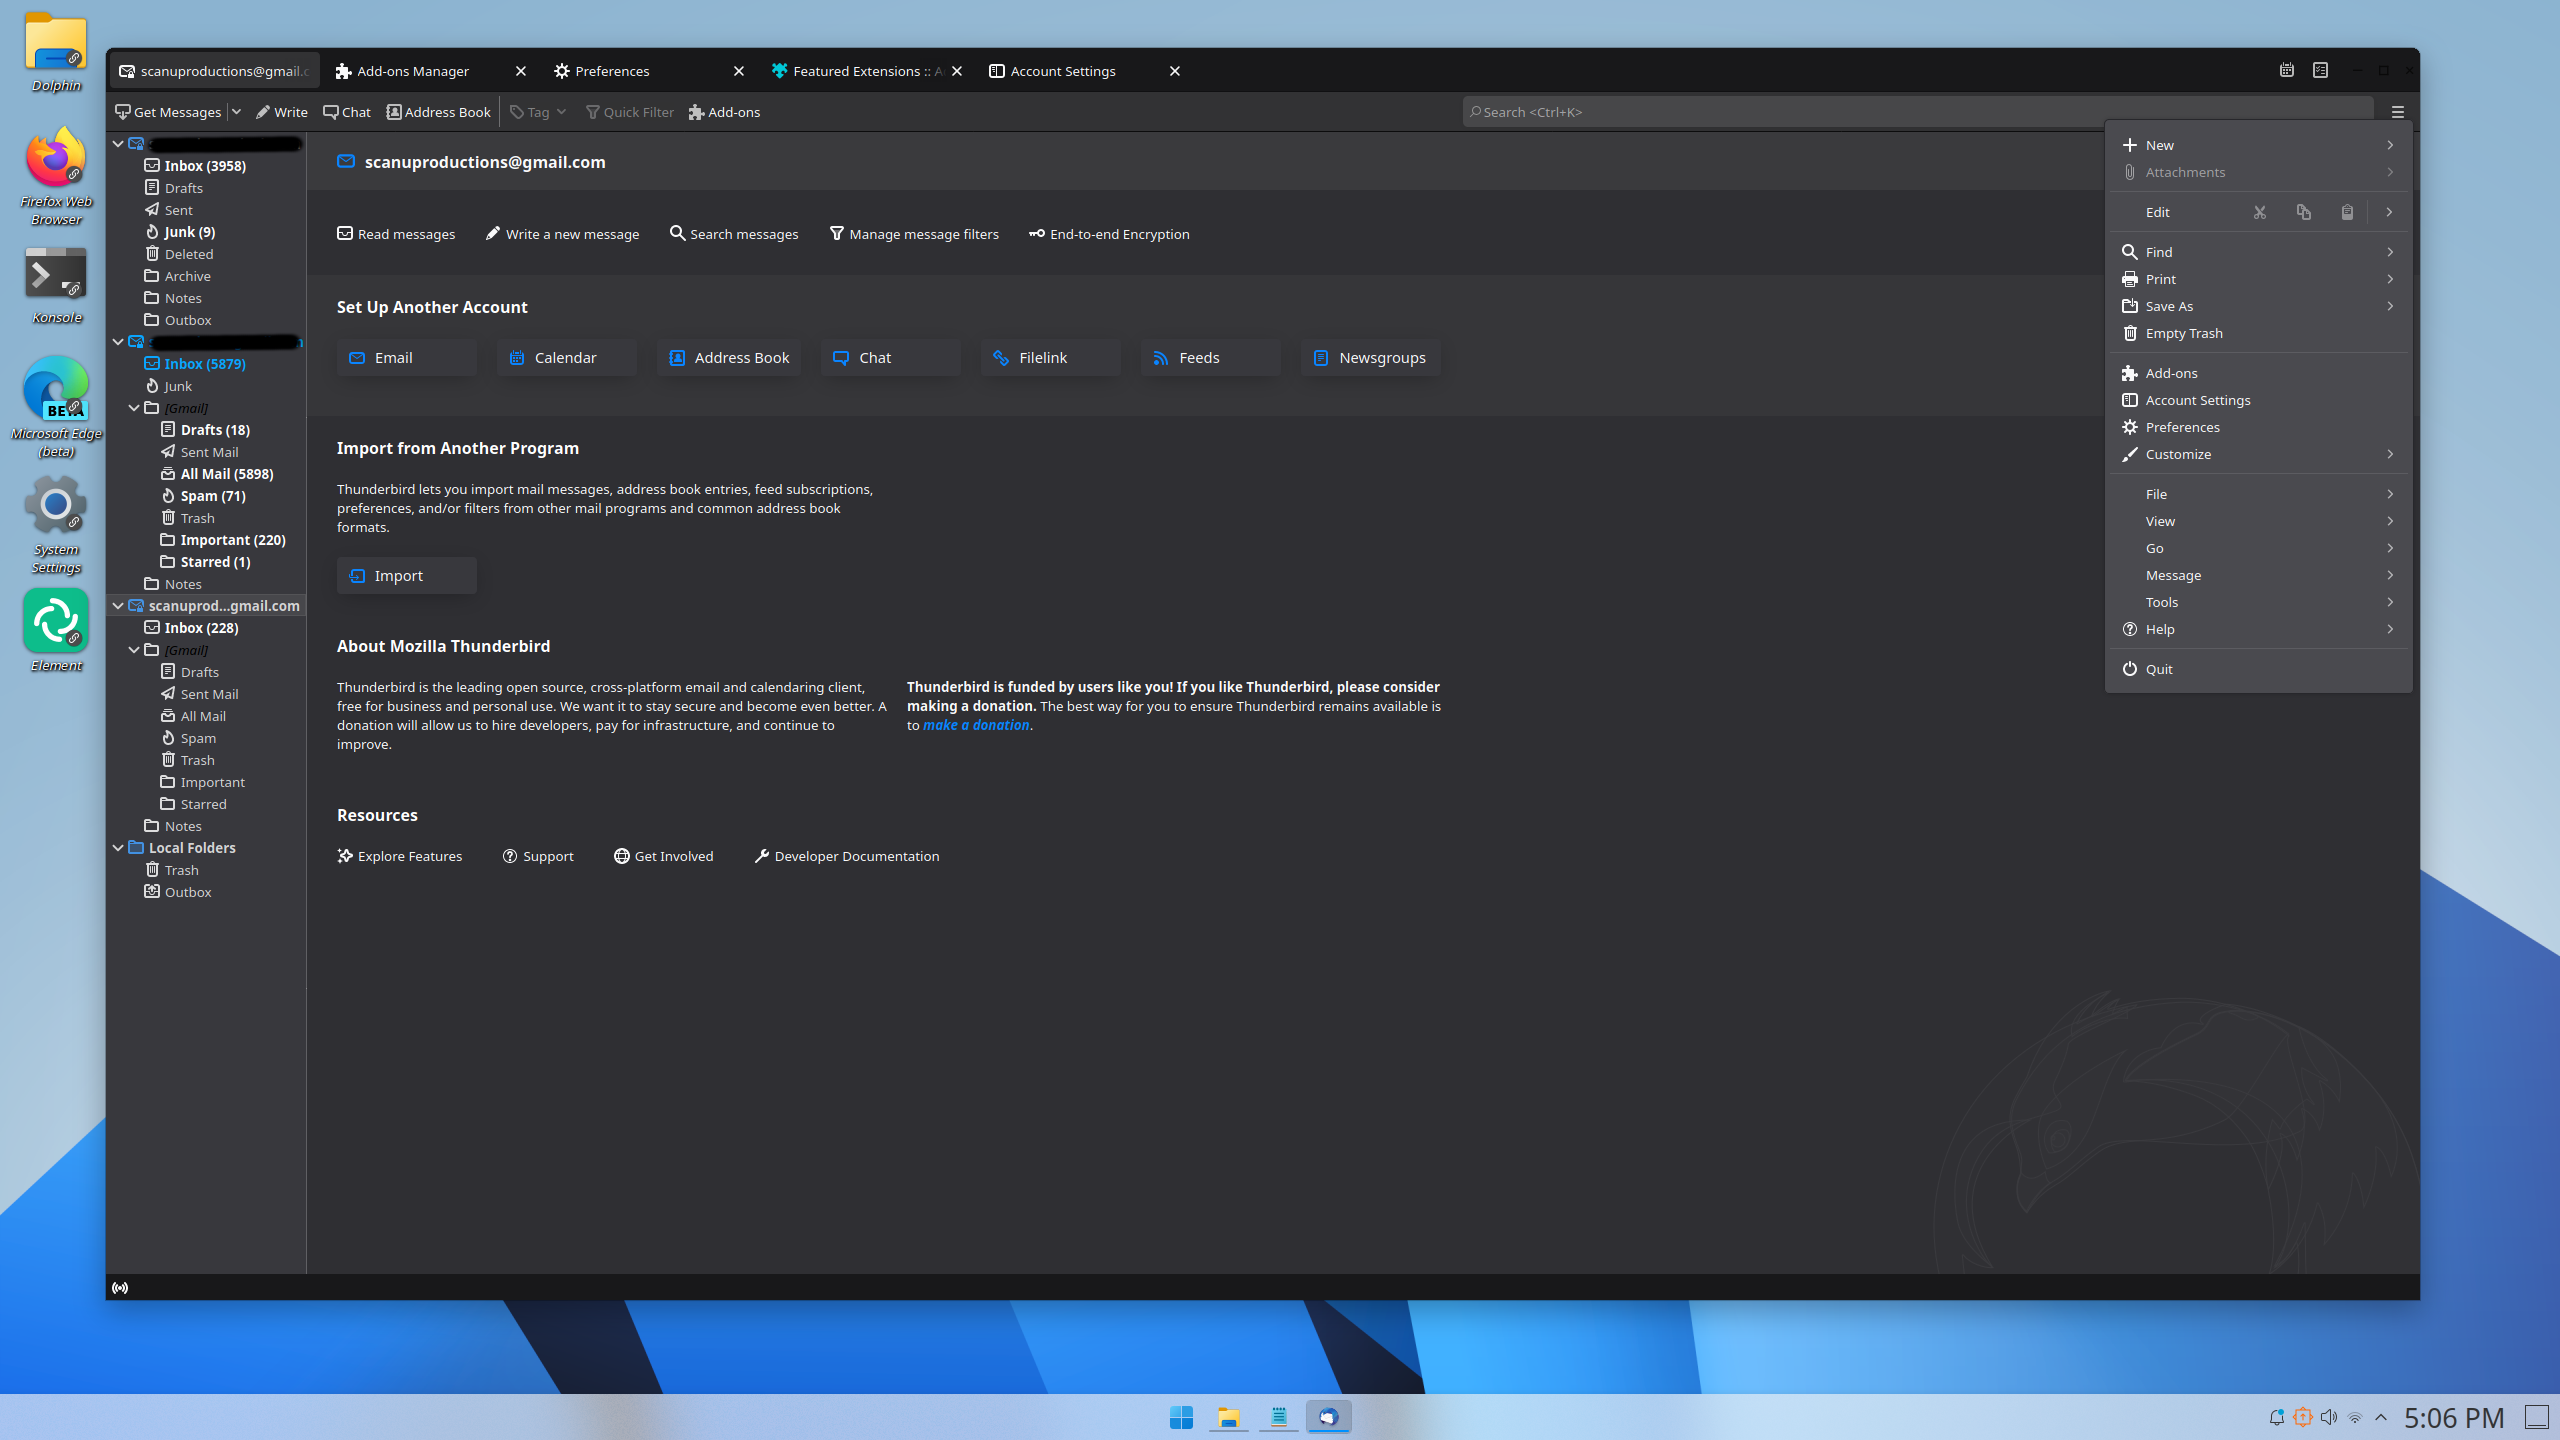 Dolphin
Firefox Web
Browser
Konsole
BETA
Microsoft Edge
(beta)
System
Settings
Element
scanuproductions@gmail.c
Add-ons Manager
Preferences
Featured Extensions :: A
Account Settings
Get Messages
Write
Chat
Address Book
Tag
Quick Filter
Add-ons
Search <Ctrl+K>
Inbox (3958)
Drafts
Sent
Junk (9)
Deleted
Archive
Notes
Outbox
Inbox (5879)
Junk
[Gmail]
Drafts (18)
Sent Mail
All Mail (5898)
Spam (71)
Trash
Important (220)
Starred (1)
Notes
scanuprod...gmail.com
Inbox (228)
[Gmail]
Drafts
Sent Mail
All Mail
Spam
Trash
Important
Starred
Notes
Local Folders
Trash
Outbox
scanuproductions@gmail.com
Read messages
Write a new message
Search messages
Manage message filters
End-to-end Encryption
Set Up Another Account
Email
Calendar
Address Book
Chat
Filelink
Feeds
Newsgroups
Import from Another Program
Thunderbird lets you import mail messages, address book entries, feed subscriptions,
preferences, and/or filters from other mail programs and common address book
formats.
Import
About Mozilla Thunderbird
Thunderbird is the leading open source, cross-platform email and calendaring client,
free for business and personal use. We want it to stay secure and become even better. A
donation will allow us to hire developers, pay for infrastructure, and continue to
improve.
Thunderbird is funded by users like you! If you like Thunderbird, please consider
making a donation. The best way for you to ensure Thunderbird remains available is
to make a donation.
Resources
Explore Features
Support
Get Involved
Developer Documentation
New
Attachments
Edit
Find
Print
Save As
Empty Trash
Add-ons
Account Settings
Preferences
Customize
File
View
Go
Message
Tools
Help
Quit
5:06 PM